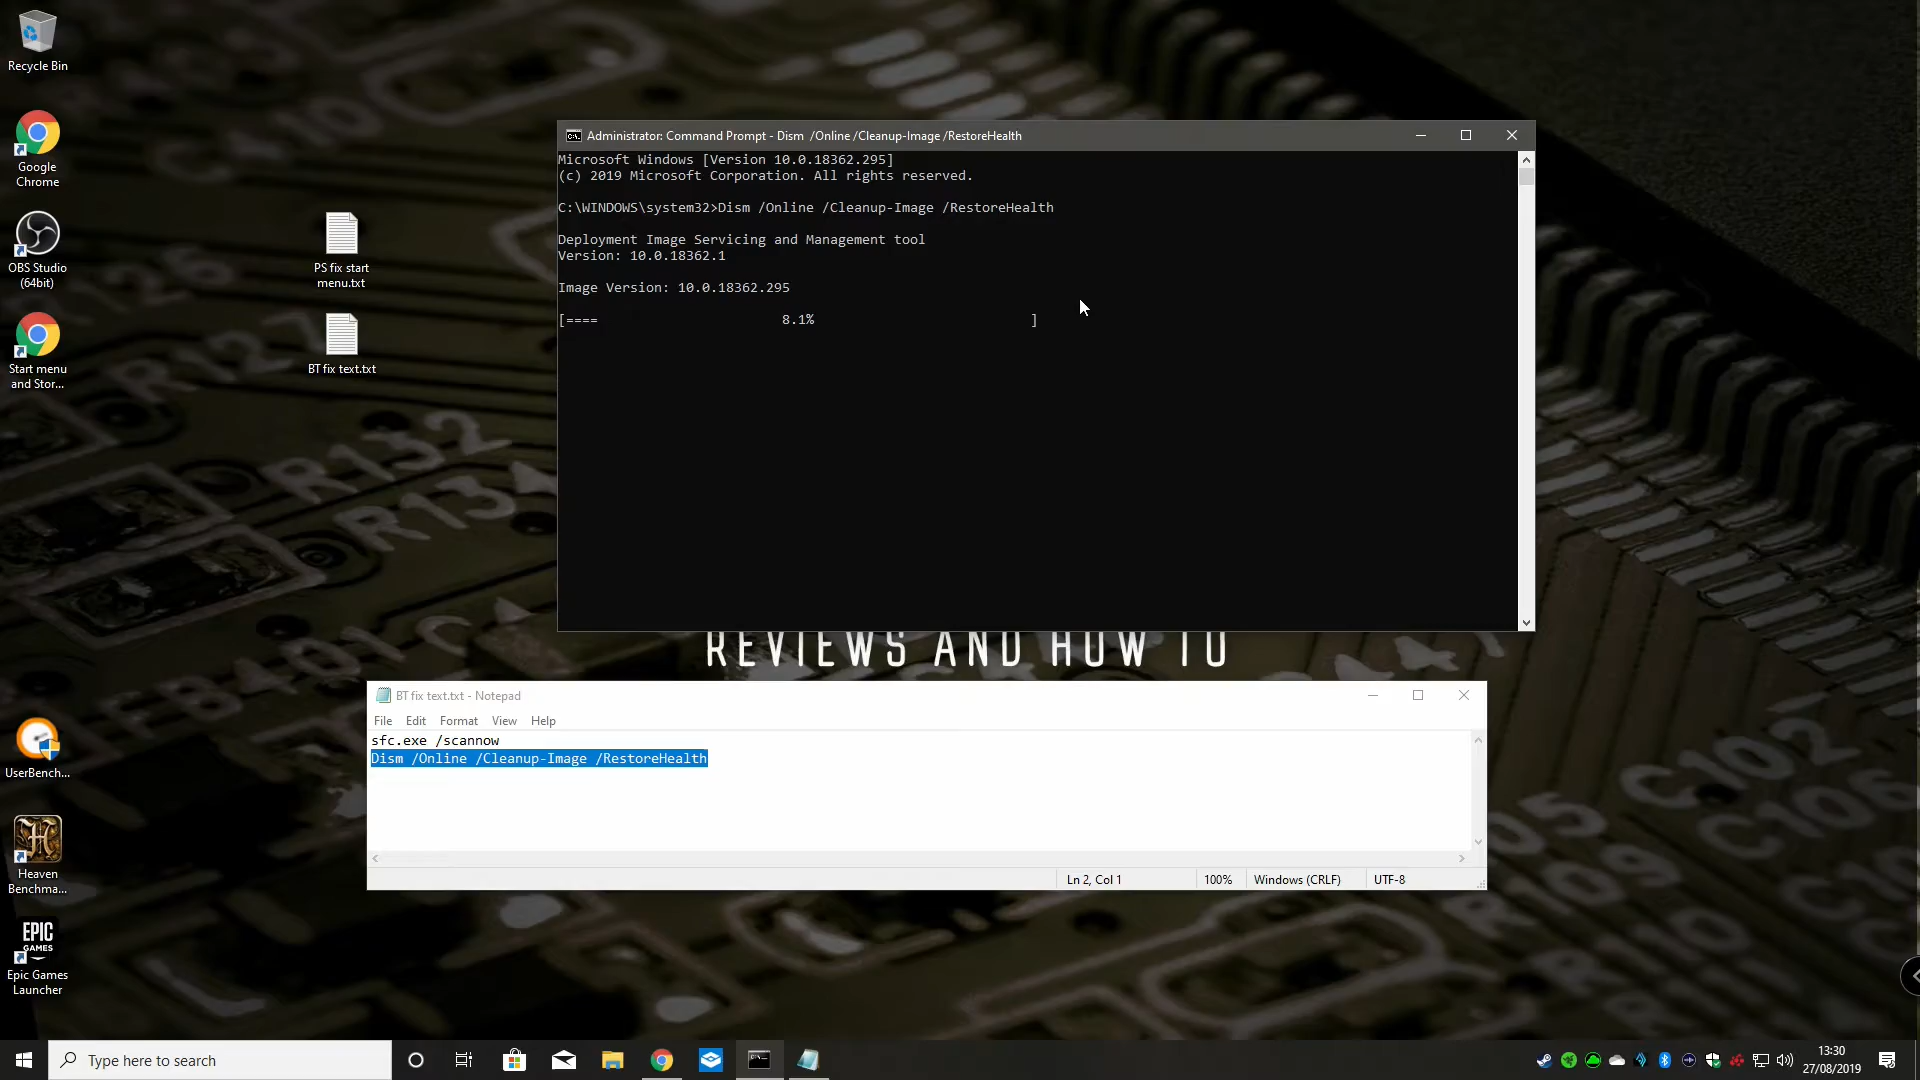 Recycle Bin
Google
Chrome
OBS Studio
(64bit)
Start menu
and Stor...
PS fix start
menu.txt
BT fix text.txt
UserBench...
Heaven
Benchma...
EPIC
GAMES
Epic Games
Launcher
Administrator: Command Prompt - Dism  /Online /Cleanup-Image /RestoreHealth
Microsoft Windows [Version 10.0.18362.295]
(c) 2019 Microsoft Corporation. All rights reserved.
C:\WINDOWS\system32>Dism /Online /Cleanup-Image /RestoreHealth
Deployment Image Servicing and Management tool
Version: 10.0.18362.1
Image Version: 10.0.18362.295
[====                       8.1%                           ]
REVIEWS AND HOW TO
BT fix text.txt - Notepad
File Edit Format View Help
sfc.exe /scannow
Dism /Online /Cleanup-Image /RestoreHealth
Ln 2, Col 1 100% Windows (CRLF) UTF-8
R127
R132
R134
Type here to search
13:30
27/08/2019